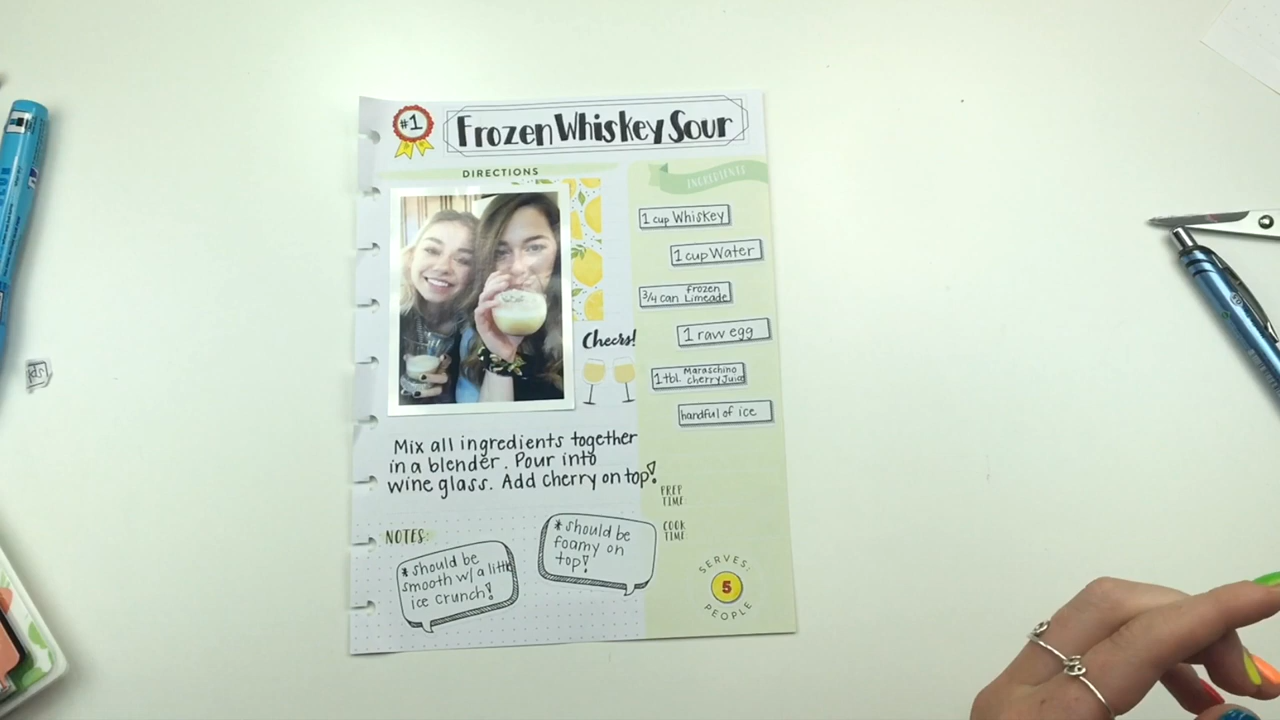 #1
Frozen Whiskey Sour
DIRECTIONS
INGREDIENTS
1 cup Whiskey
1 cup Water
3/4 can frozen Limeade
1 raw egg
1 tbl. Maraschino cherry Juice
handful of ice
Cheers!
Mix all ingredients together
in a blender. Pour into
wine glass. Add cherry on top!
PREP
TIME:
COOK
TIME:
NOTES:
* should be
smooth w/ a little
ice crunch!
* should be
foamy on
top!
SERVES:
5
PEOPLE